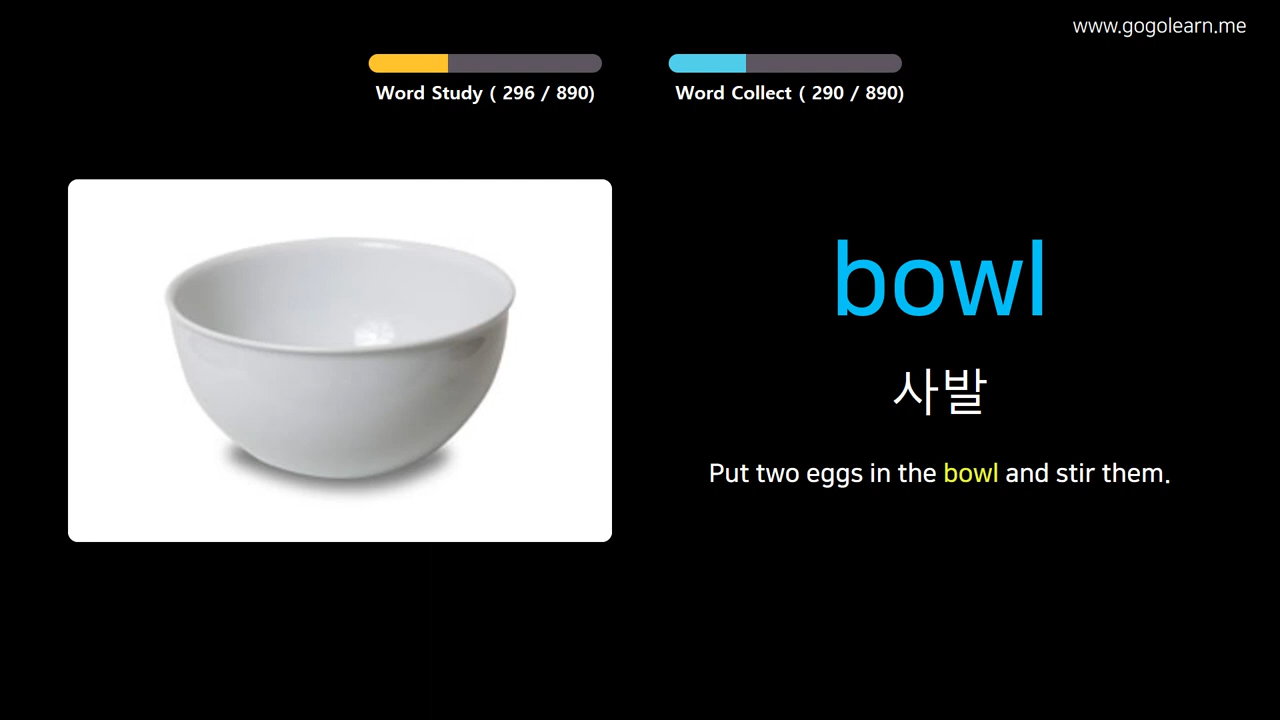 www.gogolearn.me
Word Study ( 296 / 890)
Word Collect ( 290 / 890)
bowl
사발
Put two eggs in the bowl and stir them.